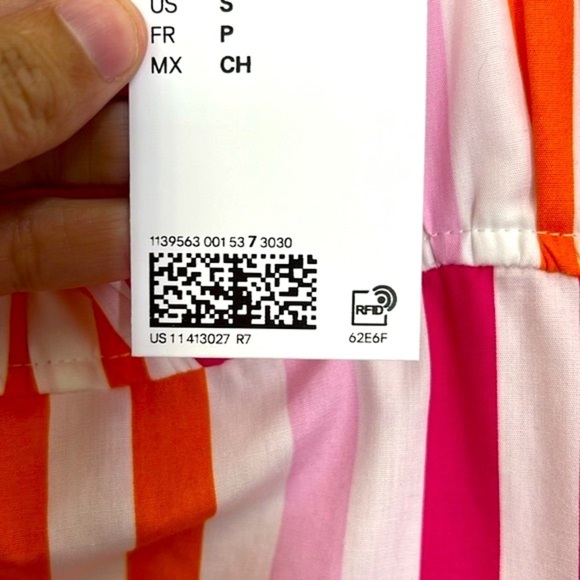 US S
FR P
MX CH
1139563 001 53 7 3030
RFID
US 11 413027 R7
62E6F